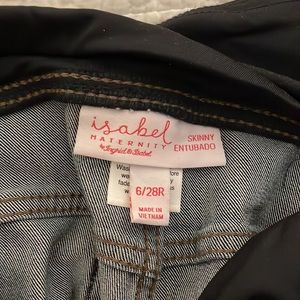 isabel
MATERNITY
by Ingrid & Isabel
SKINNY
ENTUBADO
6/28R
MADE IN
VIETNAM